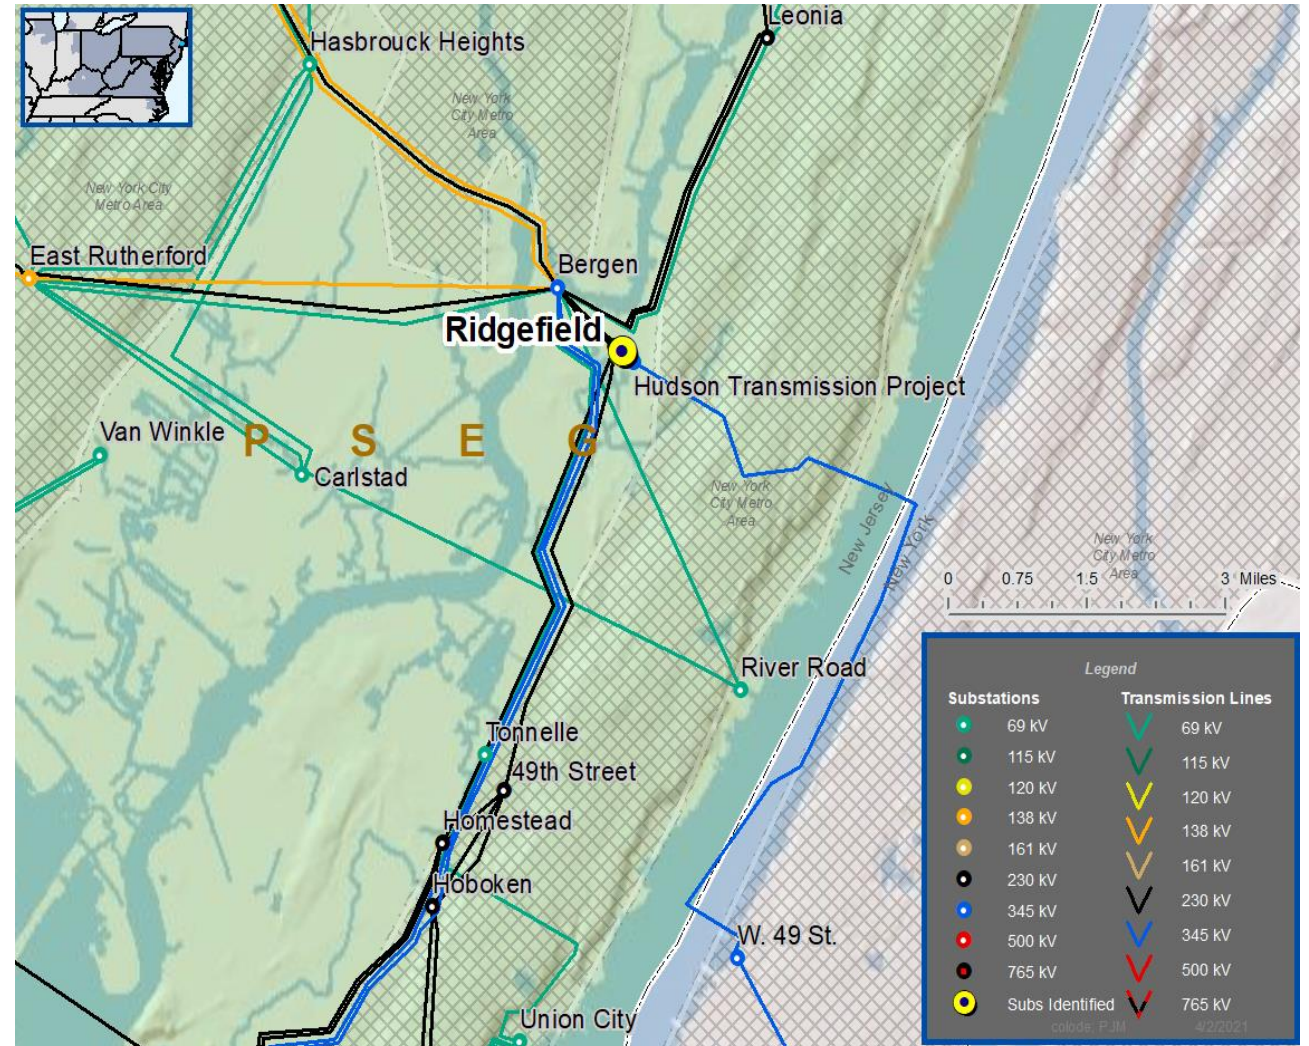 Leonia
Hasbrouck Heights
New York
City Metro
Area
New York City
Metro Area
East Rutherford
Bergen
Ridgefield
Hudson Transmission Project
Van Winkle
P S E G
Carlstad
New York
City Metro
Area
New Jersey
New York
New York
City Metro
Area
0 0.75 1.5 3 Miles
River Road
Tonnelle
49th Street
Homestead
Hoboken
W. 49 St.
Union City
Legend
Substations Transmission Lines
69 kV 69 kV
115 kV 115 kV
120 kV 120 kV
138 kV 138 kV
161 kV 161 kV
230 kV 230 kV
345 kV 345 kV
500 kV 500 kV
765 kV 765 kV
Subs Identified
colode: PJM 4/2/2021